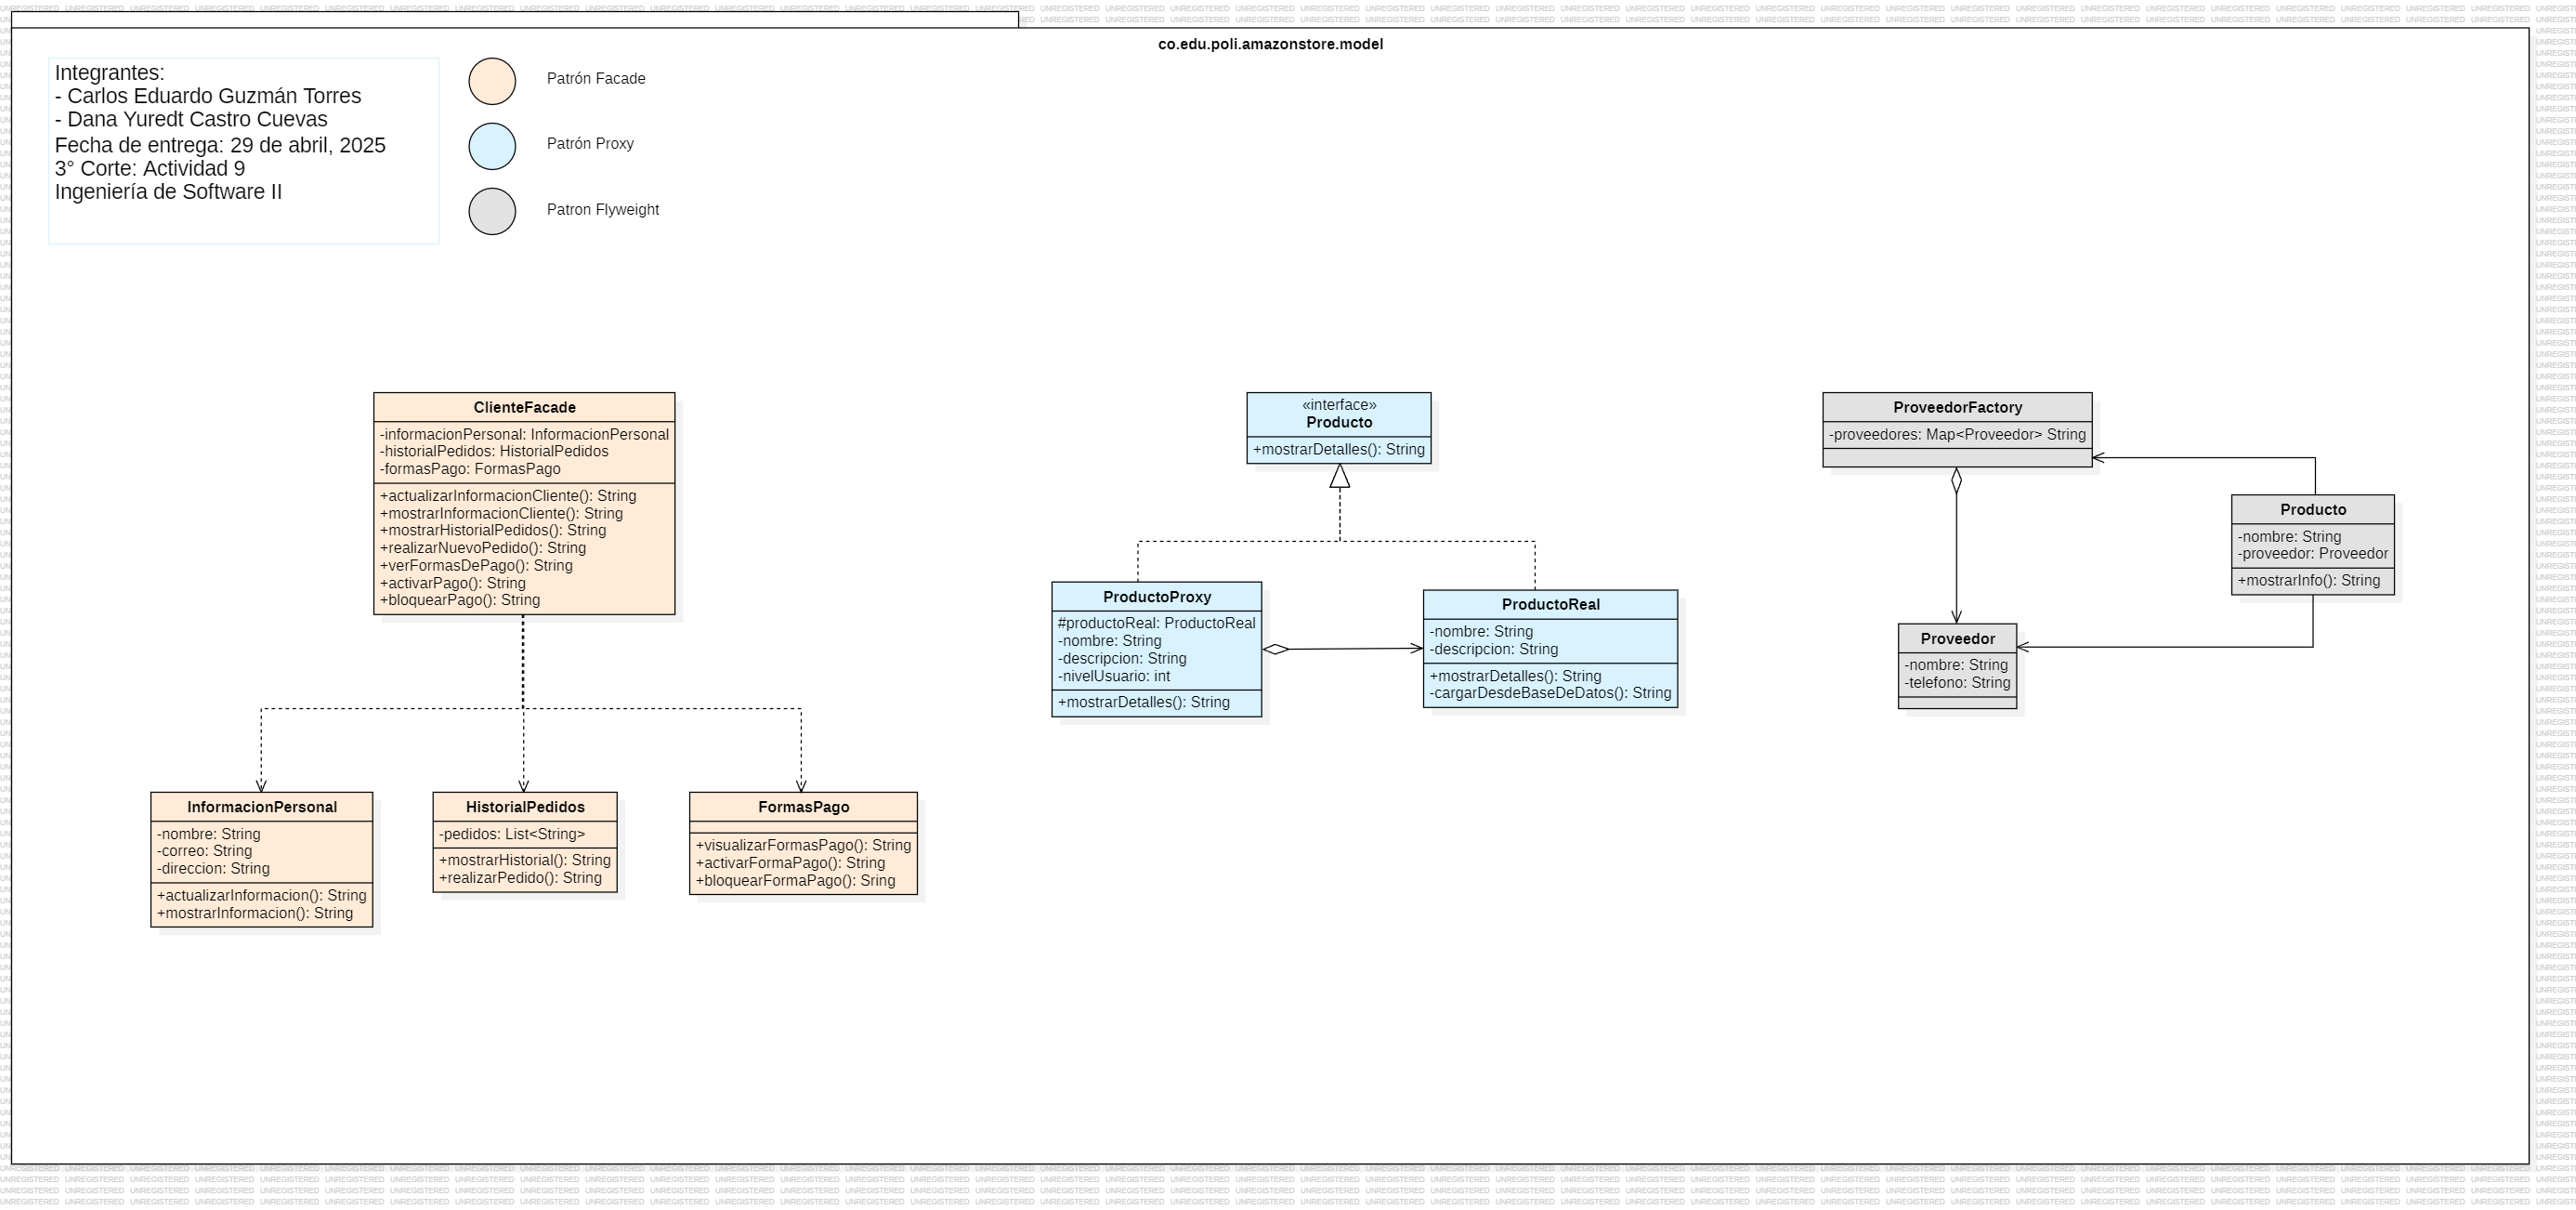 co.edu.poli.amazonstore.model
Integrantes:
- Carlos Eduardo Guzmán Torres
- Dana Yuredt Castro Cuevas
Fecha de entrega: 29 de abril, 2025
3° Corte: Actividad 9
Ingeniería de Software II
Patrón Facade
Patrón Proxy
Patron Flyweight
ClienteFacade
-informacionPersonal: InformacionPersonal
-historialPedidos: HistorialPedidos
-formasPago: FormasPago
+actualizarInformacionCliente(): String
+mostrarInformacionCliente(): String
+mostrarHistorialPedidos(): String
+realizarNuevoPedido(): String
+verFormasDePago(): String
+activarPago(): String
+bloquearPago(): String
InformacionPersonal
-nombre: String
-correo: String
-direccion: String
+actualizarInformacion(): String
+mostrarInformacion(): String
HistorialPedidos
-pedidos: List<String>
+mostrarHistorial(): String
+realizarPedido(): String
FormasPago
+visualizarFormasPago(): String
+activarFormaPago(): String
+bloquearFormaPago(): Sring
«interface»
Producto
+mostrarDetalles(): String
ProductoProxy
#productoReal: ProductoReal
-nombre: String
-descripcion: String
-nivelUsuario: int
+mostrarDetalles(): String
ProductoReal
-nombre: String
-descripcion: String
+mostrarDetalles(): String
-cargarDesdeBaseDeDatos(): String
ProveedorFactory
-proveedores: Map<Proveedor> String
Producto
-nombre: String
-proveedor: Proveedor
+mostrarInfo(): String
Proveedor
-nombre: String
-telefono: String
UNREGISTERED